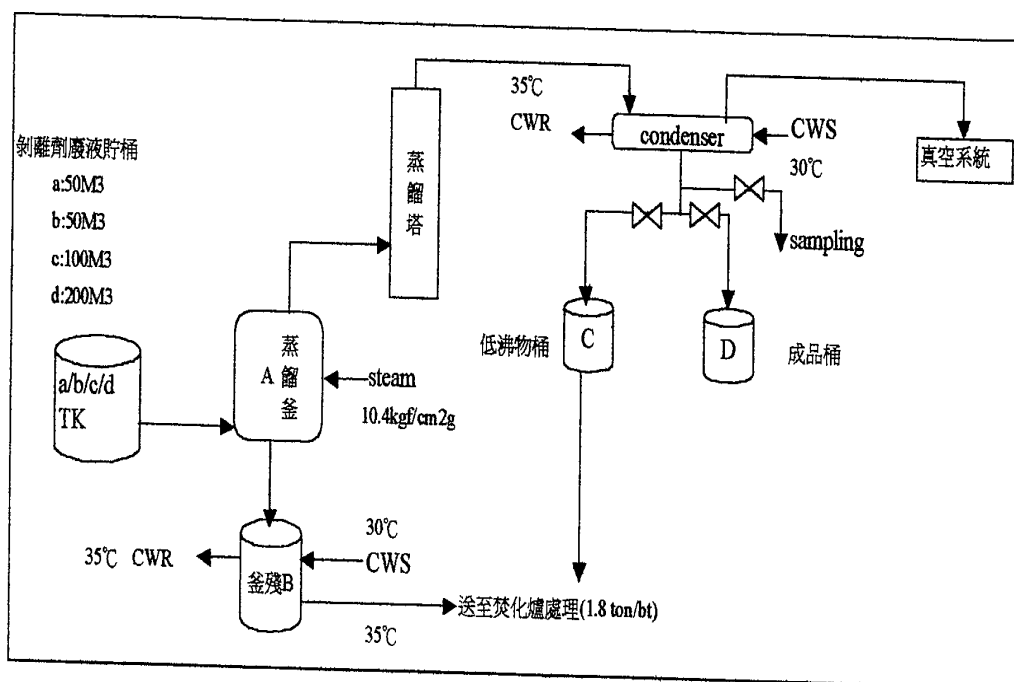 剝離劑廢液貯桶
a:50M3
b:50M3
c:100M3
d:200M3
a/b/c/d
TK
A
蒸餾釜
steam
10.4kgf/cm2g
蒸餾塔
35℃
CWR
condenser
CWS
30℃
真空系統
sampling
低沸物桶
C
D
成品桶
35℃ CWR
釜殘B
30℃
CWS
35℃
送至焚化爐處理(1.8 ton/bt)